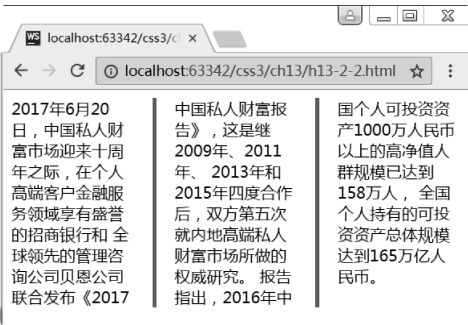 WS localhost:63342/css3/cl ×
localhost:63342/css3/ch13/h13-2-2.html
2017年6月20
日，中国私人财
富市场迎来十周
年之际，在个人
高端客户金融服
务领域享有盛誉
的招商银行和 全
球领先的管理咨
询公司贝恩公司
联合发布《2017
中国私人财富报
告》，这是继
2009年、2011
年、 2013年和
2015年四度合作
后，双方第五次
就内地高端私人
财富市场所做的
权威研究。 报告
指出，2016年中
国个人可投资资
产1000万人民币
以上的高净值人
群规模已达到
158万人， 全国
个人持有的可投
资资产总体规模
达到165万亿人
民币。